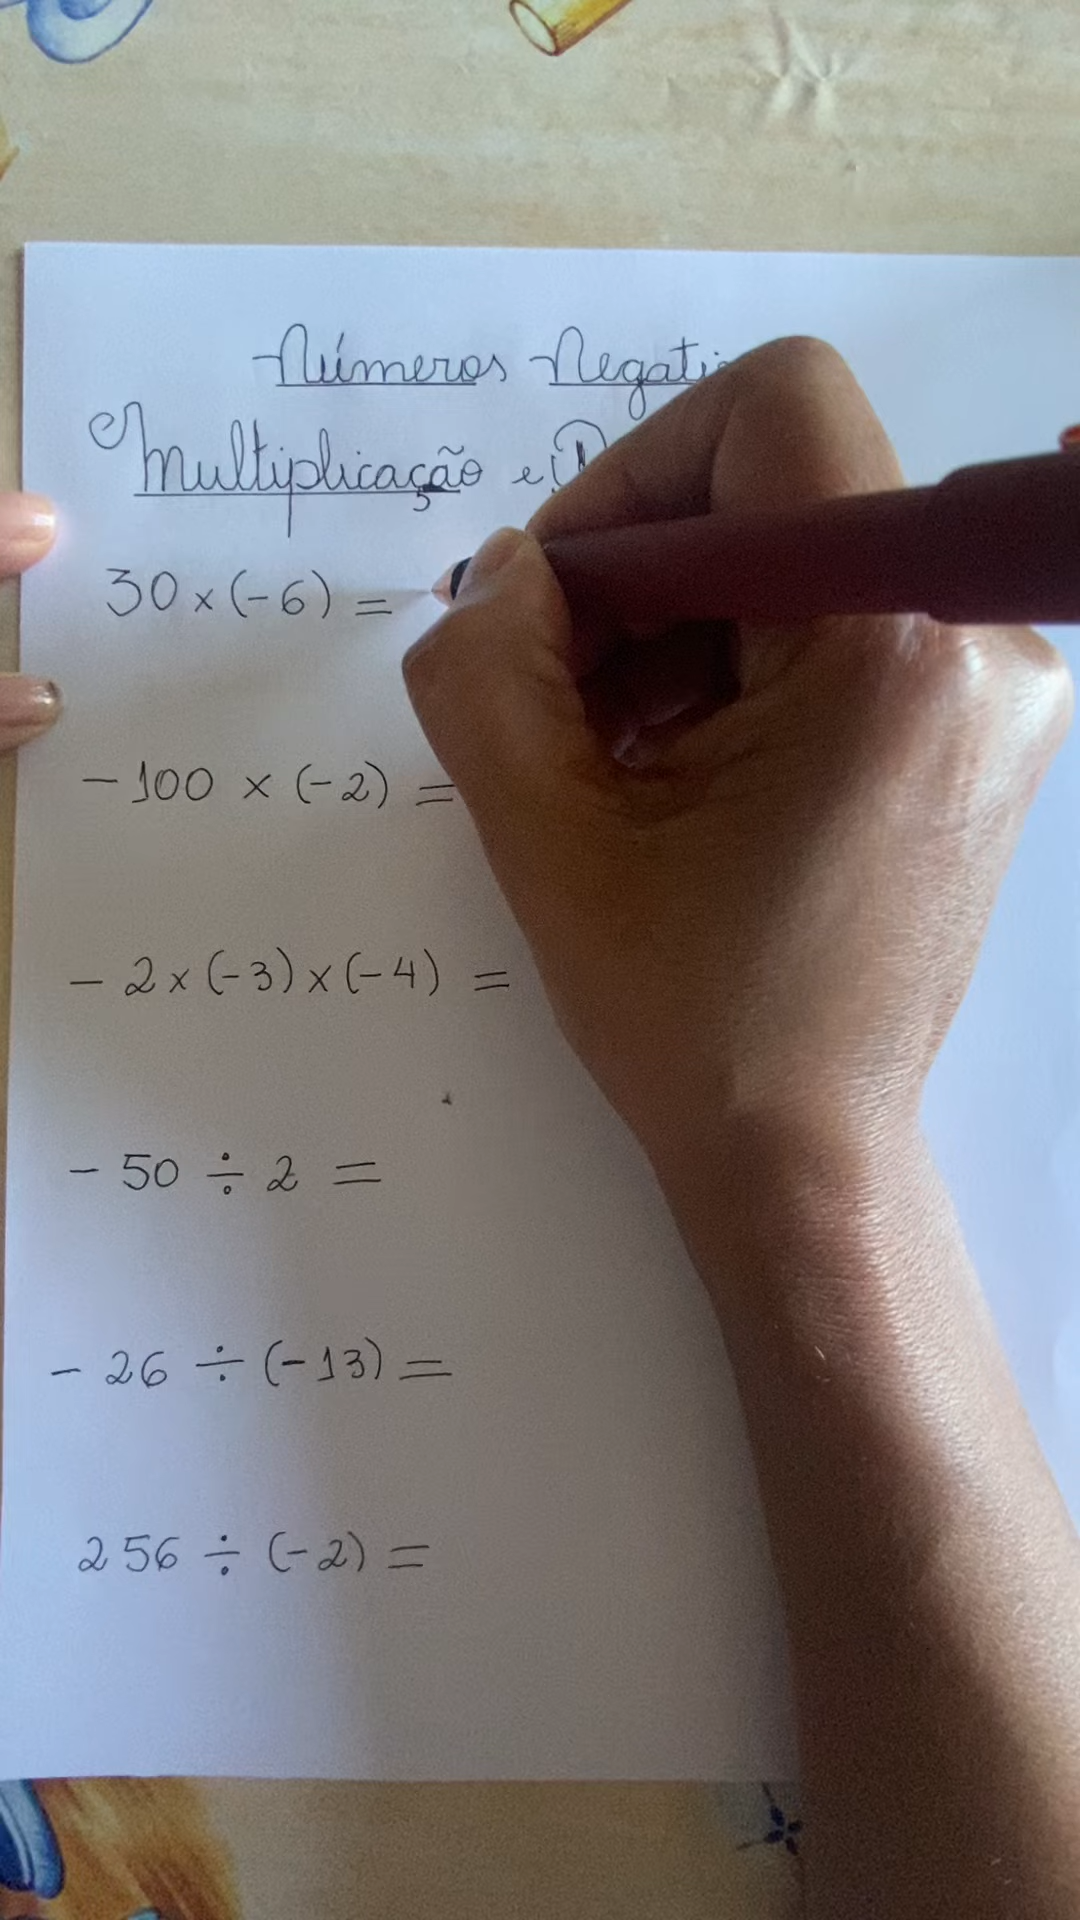 Números
Multiplicação e
30 × (-6) =
- 100 × (-2) =
- 2 × (-3) × (-4) =
- 50 ÷ 2 =
- 26 ÷ (-13) =
256 ÷ (-2) =